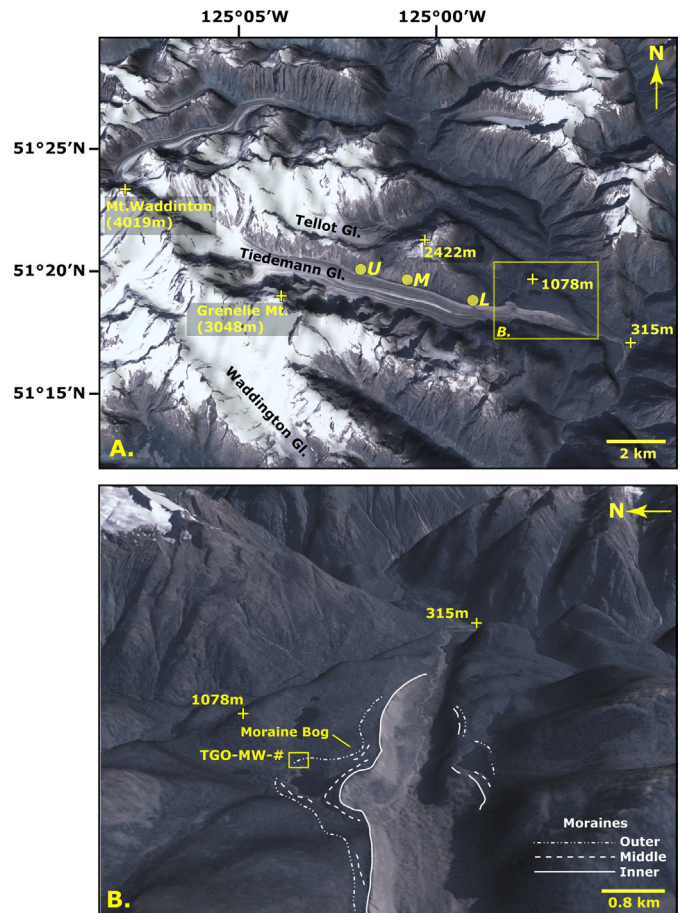 125°05’W 125°00’W
N
51°25’N
Mt.Waddinton
(4019m)
Tellot Gl.
2422m
51°20’N
Tiedemann Gl.
U
M
1078m
Grenelle Mt.
(3048m)
L
B.
315m
51°15’N
Waddington Gl.
A.
2 km
N
315m
1078m
Moraine Bog
TGO-MW-#
Moraines
Outer
Middle
Inner
B.
0.8 km